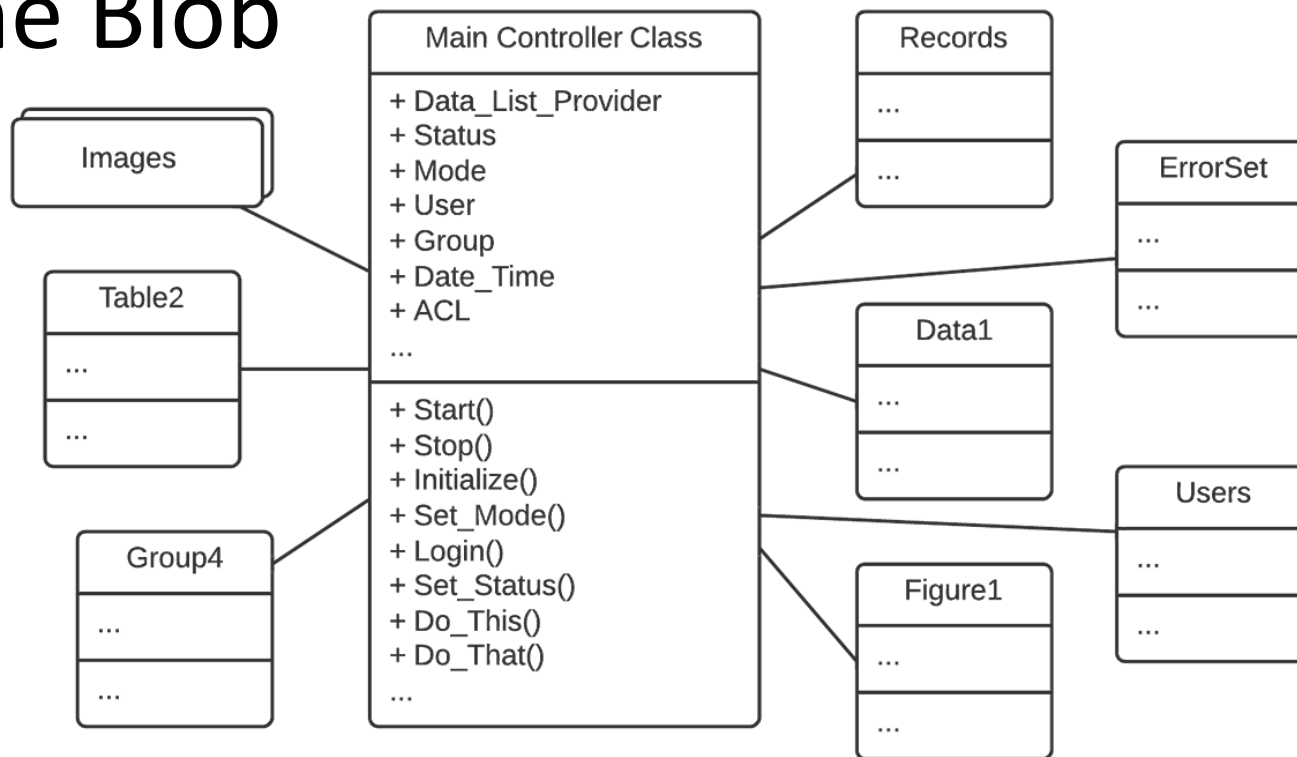 ne Blob
Images
Table2
...
...
Group4
...
...
Main Controller Class
+ Data_List_Provider
+ Status
+ Mode
+ User
+ Group
+ Date_Time
+ ACL
...
+ Start()
+ Stop()
+ Initialize()
+ Set_Mode()
+ Login()
+ Set_Status()
+ Do_This()
+ Do_That()
...
Records
...
...
ErrorSet
...
...
Data1
...
...
Users
...
...
Figure1
...
...